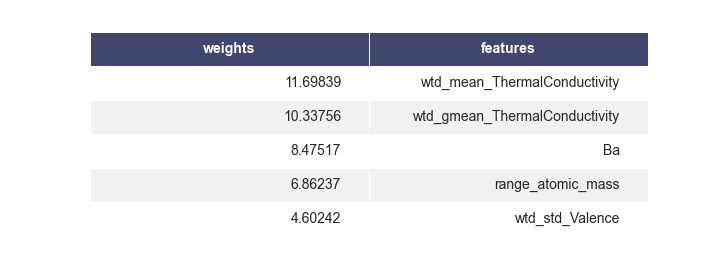 weights features
11.69839 wtd_mean_ThermalConductivity
10.33756 wtd_gmean_ThermalConductivity
8.47517 Ba
6.86237 range_atomic_mass
4.60242 wtd_std_Valence